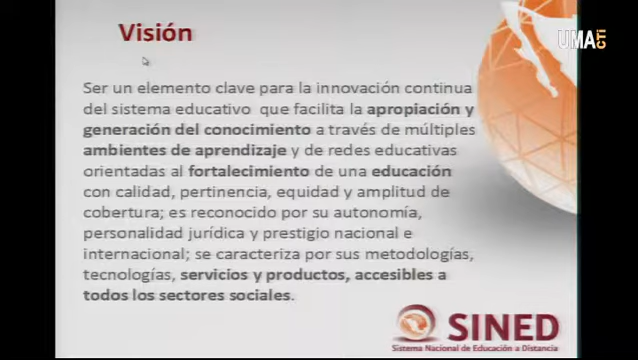 Visión
UMA CTI
Ser un elemento clave para la innovación continua
del sistema educativo que facilita la apropiación y
generación del conocimiento a través de múltiples
ambientes de aprendizaje y de redes educativas
orientadas al fortalecimiento de una educación
con calidad, pertinencia, equidad y amplitud de
cobertura; es reconocido por su autonomía,
personalidad jurídica y prestigio nacional e
internacional; se caracteriza por sus metodologías,
tecnologías, servicios y productos, accesibles a
todos los sectores sociales.
SINED
Sistema Nacional de Educación a Distancia